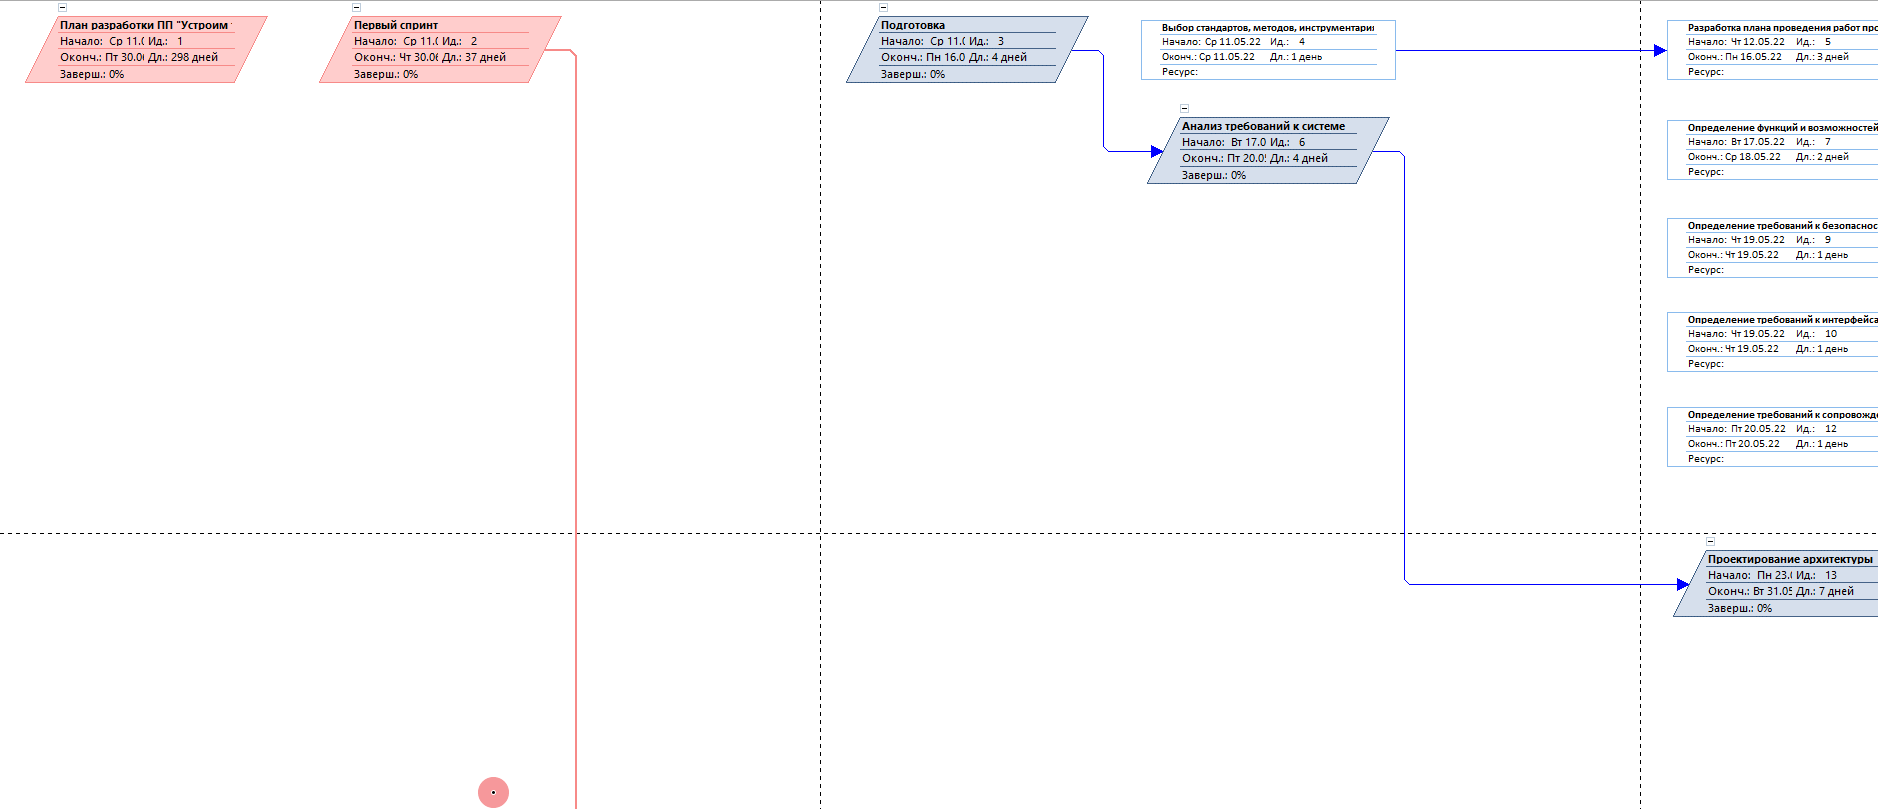 План разработки ПП "Устроим
Начало: Ср 11.0 Ид.: 1
Оконч.: Пт 30.06 Дл.: 298 дней
Заверш.: 0%
Первый спринт
Начало: Ср 11.0 Ид.: 2
Оконч.: Чт 30.06 Дл.: 37 дней
Заверш.: 0%
Подготовка
Начало: Ср 11.0 Ид.: 3
Оконч.: Пн 16.0 Дл.: 4 дней
Заверш.: 0%
Выбор стандартов, методов, инструментари
Начало: Ср 11.05.22 Ид.: 4
Оконч.: Ср 11.05.22 Дл.: 1 день
Ресурс:
Разработка плана проведения работ про
Начало: Чт 12.05.22 Ид.: 5
Оконч.: Пн 16.05.22 Дл.: 3 дней
Ресурс:
Анализ требований к системе
Начало: Вт 17.0 Ид.: 6
Оконч.: Пт 20.05 Дл.: 4 дней
Заверш.: 0%
Определение функций и возможностей
Начало: Вт 17.05.22 Ид.: 7
Оконч.: Ср 18.05.22 Дл.: 2 дней
Ресурс:
Определение требований к безопаснос
Начало: Чт 19.05.22 Ид.: 9
Оконч.: Чт 19.05.22 Дл.: 1 день
Ресурс:
Определение требований к интерфейса
Начало: Чт 19.05.22 Ид.: 10
Оконч.: Чт 19.05.22 Дл.: 1 день
Ресурс:
Определение требований к сопровожде
Начало: Пт 20.05.22 Ид.: 12
Оконч.: Пт 20.05.22 Дл.: 1 день
Ресурс:
Проектирование архитектуры
Начало: Пн 23.0 Ид.: 13
Оконч.: Вт 31.05 Дл.: 7 дней
Заверш.: 0%